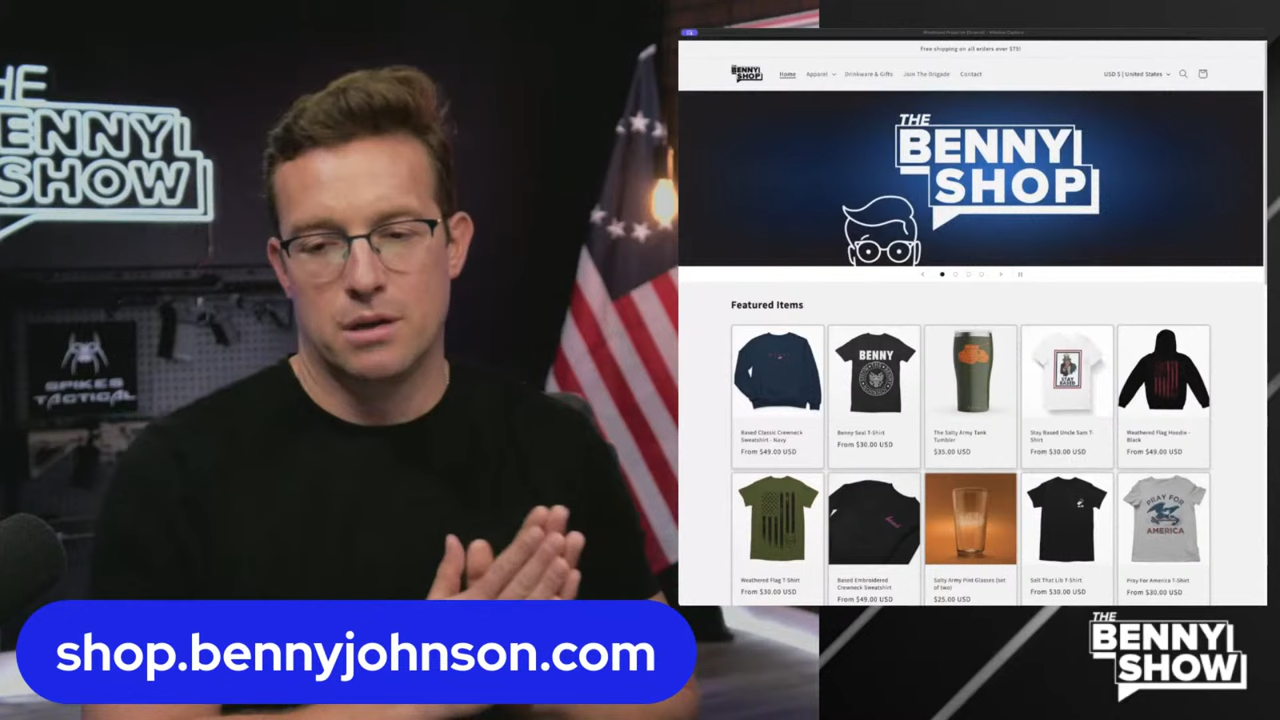 THE
BENNY
SHOW
SPIKE'S
TACTICAL
shop.bennyjohnson.com
Free shipping on all orders over $75!
THE
BENNY
SHOP
Home
Apparel
Drinkware & Gifts
Join The Brigade
Contact
USD $ | United States
THE
BENNY
SHOP
Featured Items
BENNY
STAY
BASED
Based Classic Crewneck
Sweatshirt - Navy
From $49.00 USD
Benny Seal T-Shirt
From $30.00 USD
The Salty Army Tank
Tumbler
$35.00 USD
Stay Based Uncle Sam T-
Shirt
From $30.00 USD
Weathered Flag Hoodie -
Black
From $49.00 USD
PRAY FOR
AMERICA
Weathered Flag T-Shirt
From $30.00 USD
Based Embroidered
Crewneck Sweatshirt
From $49.00 USD
Salty Army Pint Glasses (set
of two)
$25.00 USD
Salt That Lib T-Shirt
From $30.00 USD
Pray For America T-Shirt
From $30.00 USD
THE
BENNY
SHOW